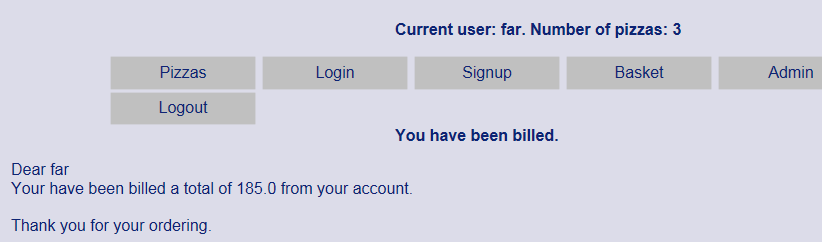 Current user: far. Number of pizzas: 3
Pizzas Login Signup Basket Admin
Logout
You have been billed.
Dear far
Your have been billed a total of 185.0 from your account.
Thank you for your ordering.